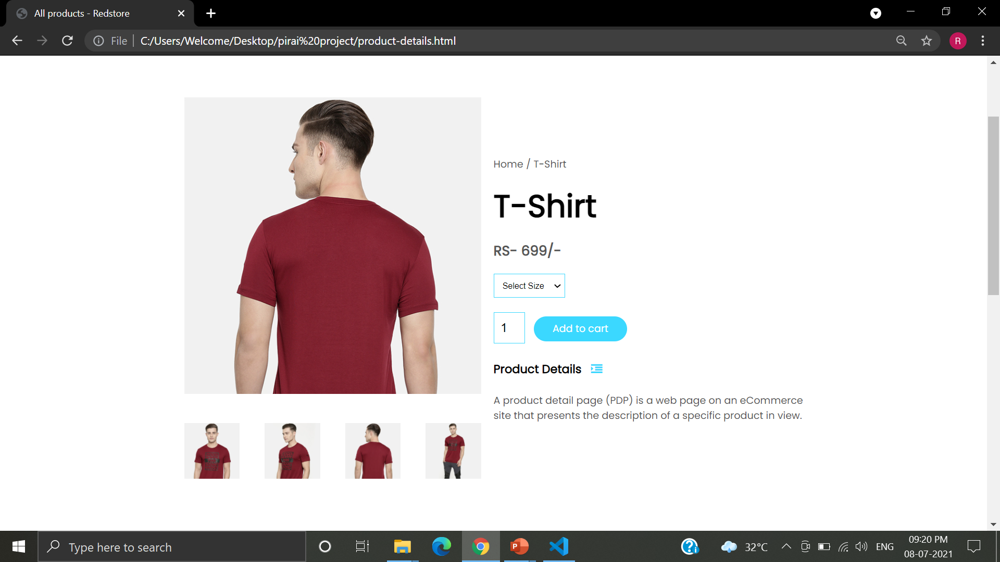 All products - Redstore
File
C:/Users/Welcome/Desktop/pirai%20project/product-details.html
R
Home / T-Shirt
T-Shirt
RS- 699/-
Select Size
1
Add to cart
Product Details
A product detail page (PDP) is a web page on an eCommerce
site that presents the description of a specific product in view.
Type here to search
P
32°C
ENG
09:20 PM
08-07-2021